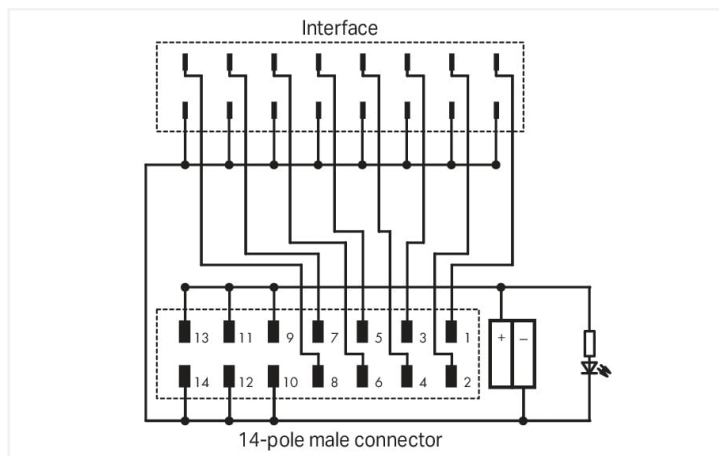 Interface
+ −
13 11 9 7 5 3 1
14 12 10 8 6 4 2
14-pole male connector